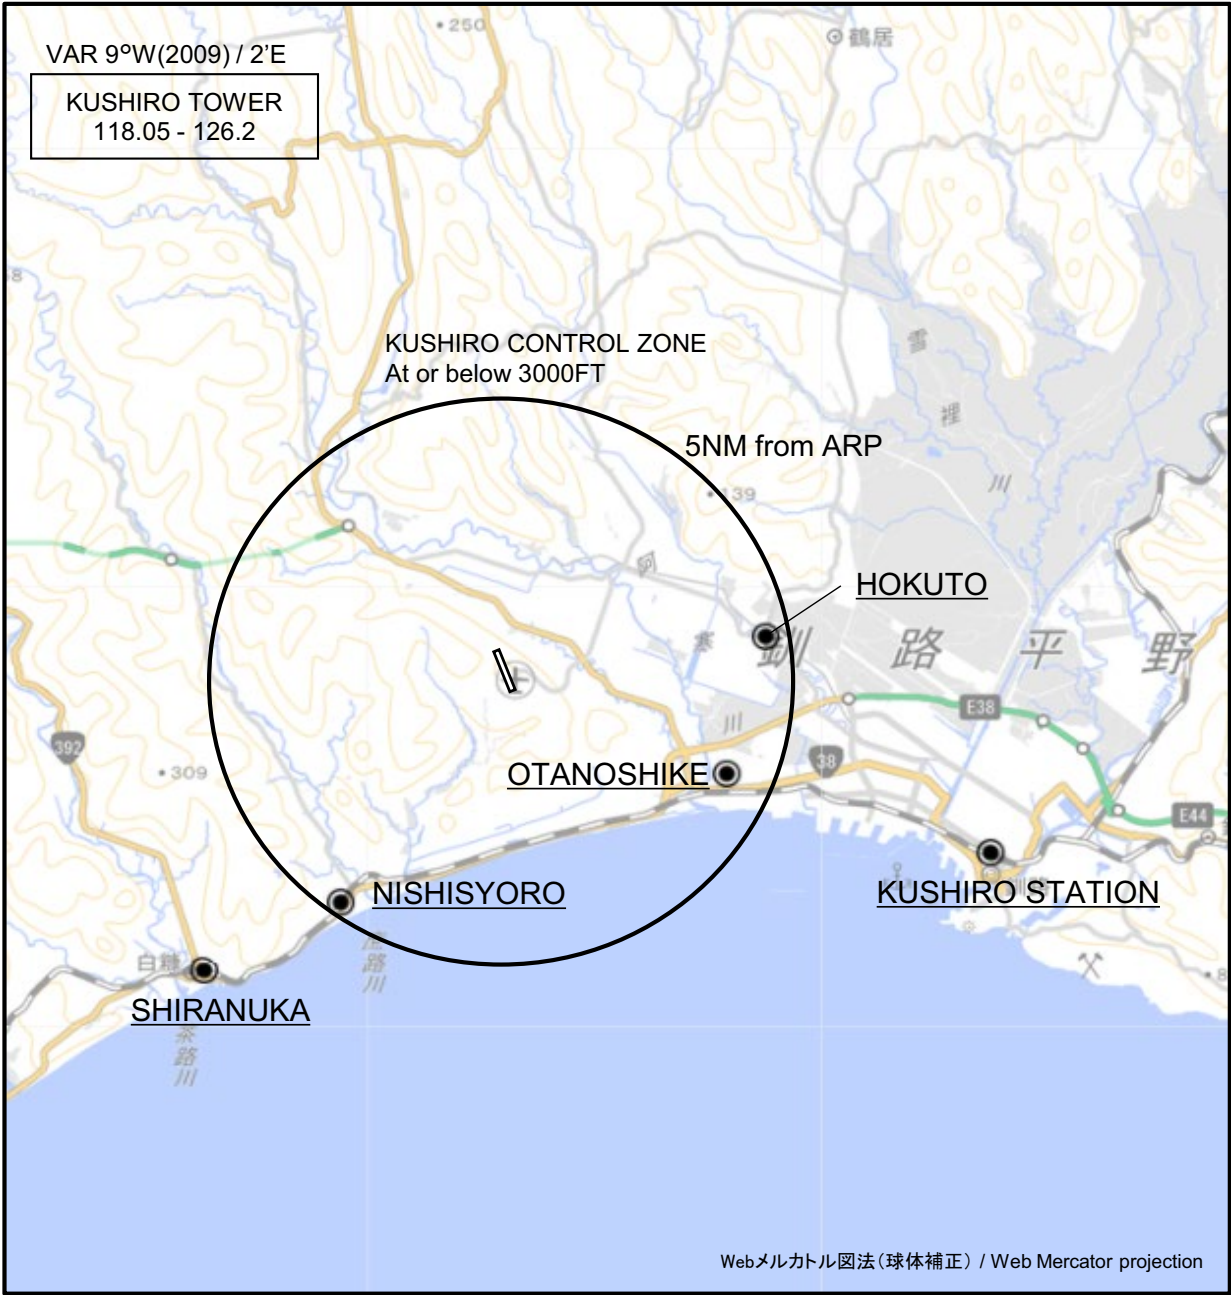 ・250
鶴居
VAR 9°W(2009) / 2'E
KUSHIRO TOWER
118.05 - 126.2
KUSHIRO CONTROL ZONE
At or below 3000FT
雪
裡
川
5NM from ARP
・139
阿
寒
川
HOKUTO
釧路平野
E38
392
・309
38
OTANOSHIKE
E44
NISHISYORO
KUSHIRO STATION
白糠
SHIRANUKA
茶路川
Webメルカトル図法(球体補正) / Web Mercator projection